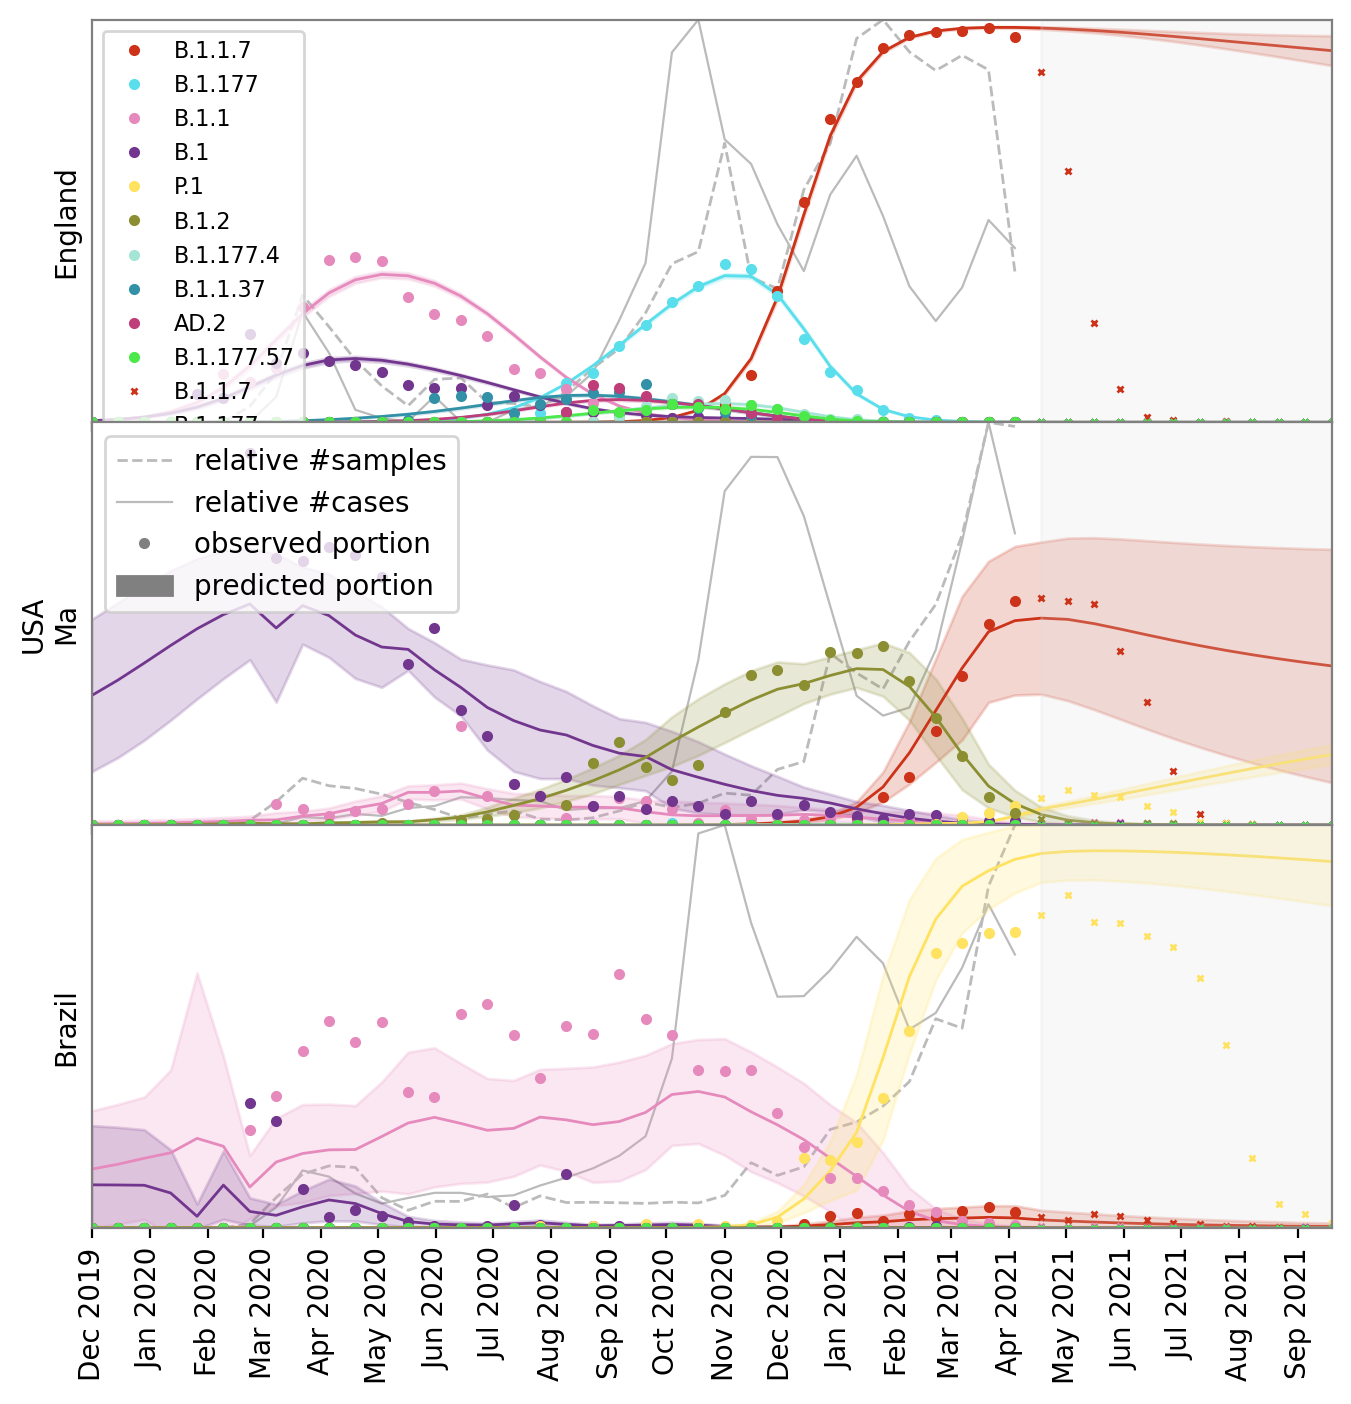 England
B.1.1.7
B.1.177
B.1.1
B.1
P.1
B.1.2
B.1.177.4
B.1.1.37
AD.2
B.1.177.57
B.1.1.7
B.1.177
USA
Ma
relative #samples
relative #cases
observed portion
predicted portion
Brazil
Dec 2019
Jan 2020
Feb 2020
Mar 2020
Apr 2020
May 2020
Jun 2020
Jul 2020
Aug 2020
Sep 2020
Oct 2020
Nov 2020
Dec 2020
Jan 2021
Feb 2021
Mar 2021
Apr 2021
May 2021
Jun 2021
Jul 2021
Aug 2021
Sep 2021